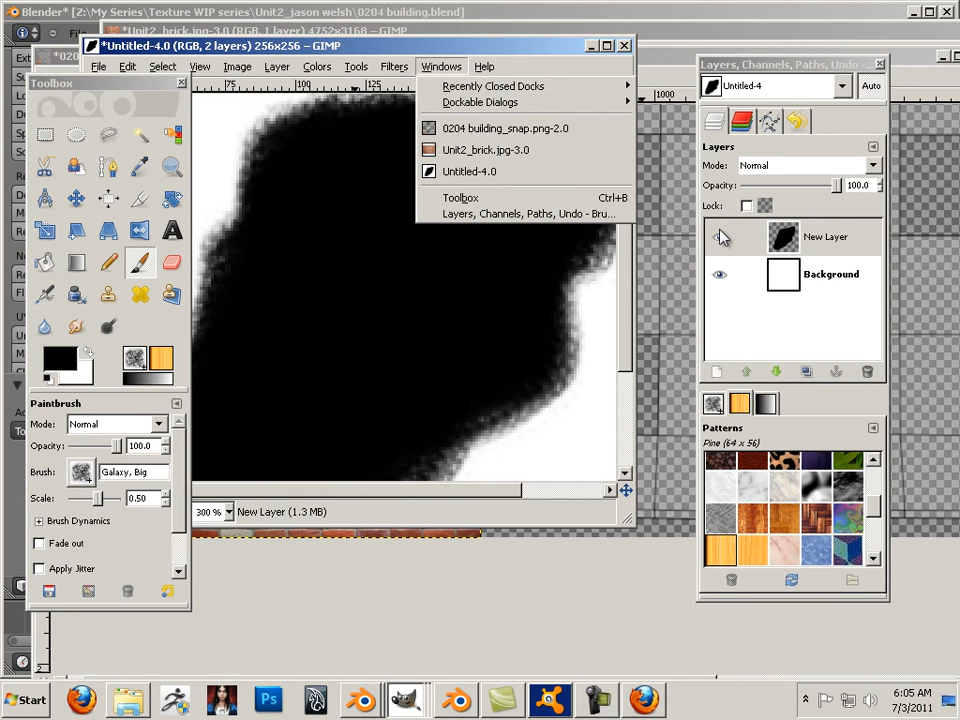 Blender* [Z:\My Series\Texture WIP series\Unit2_jason welsh\0204 building.blend]
*Unit2_brick.jpg-3.0 (RGB, 1 layer) 4752x3168 – GIMP
*Untitled-4.0 (RGB, 2 layers) 256x256 – GIMP
File Edit Select View Image Layer Colors Tools Filters Windows Help
Toolbox
75 100 125
1000
Recently Closed Docks
Dockable Dialogs
0204 building_snap.png-2.0
Unit2_brick.jpg-3.0
Untitled-4.0
Toolbox Ctrl+B
Layers, Channels, Paths, Undo - Bru...
Layers, Channels, Paths, Undo -...
Untitled-4 Auto
Layers
Mode: Normal
Opacity: 100.0
Lock:
New Layer
Background
Paintbrush
Mode: Normal
Opacity: 100.0
Brush: Galaxy, Big
Scale: 0.50
Brush Dynamics
Fade out
Apply Jitter
300 % New Layer (1.3 MB)
Patterns
Pine (64 x 56)
Start
Ps
6:05 AM
7/3/2011